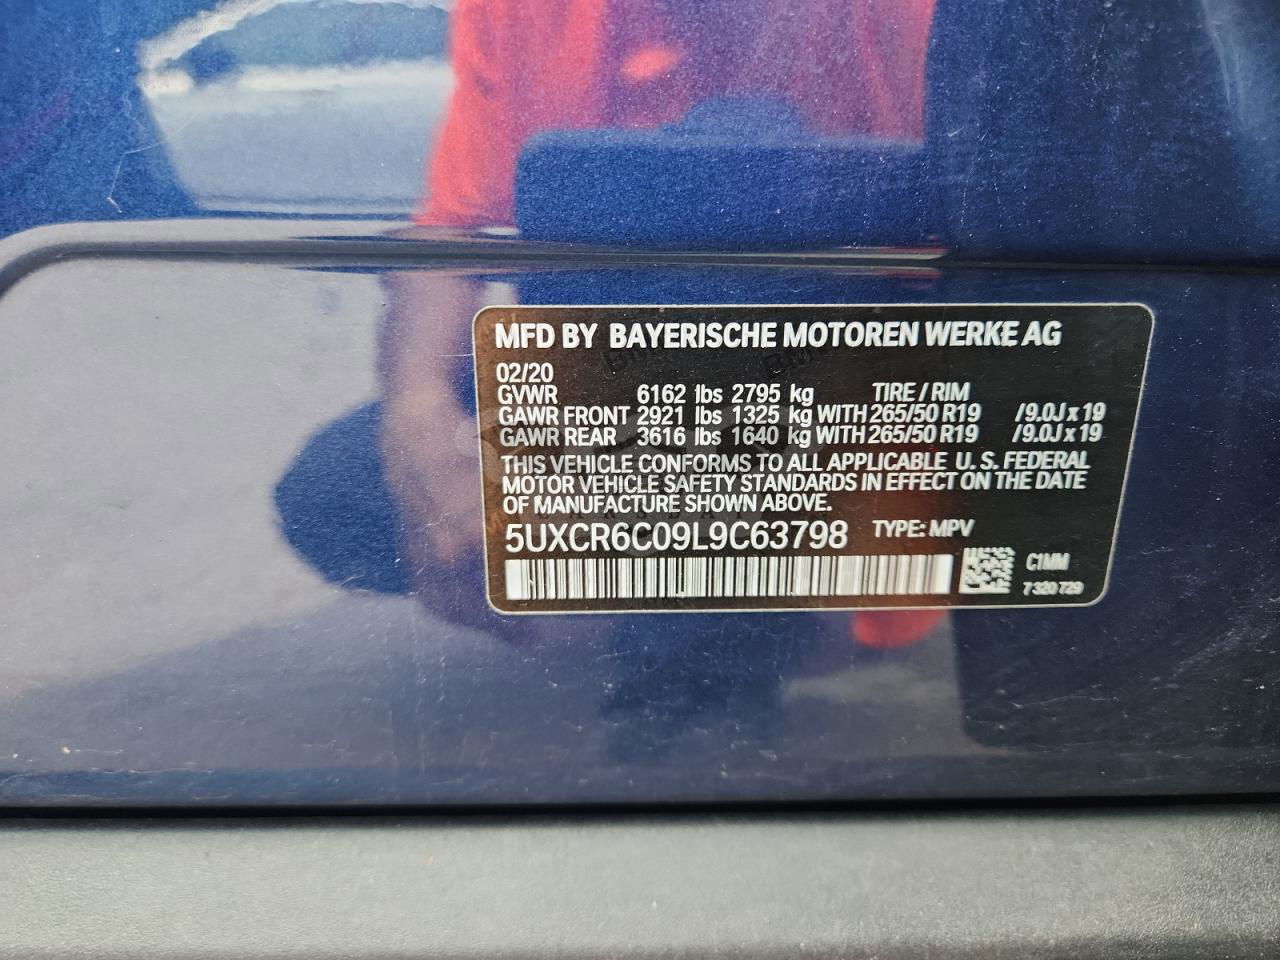 MFD BY BAYERISCHE MOTOREN WERKE AG
02/20
GVWR 6162 lbs 2795 kg TIRE / RIM
GAWR FRONT 2921 lbs 1325 kg WITH 265/50 R19 /9.0J x 19
GAWR REAR 3616 lbs 1640 kg WITH 265/50 R19 /9.0J x 19
THIS VEHICLE CONFORMS TO ALL APPLICABLE U. S. FEDERAL
MOTOR VEHICLE SAFETY STANDARDS IN EFFECT ON THE DATE
OF MANUFACTURE SHOWN ABOVE.
5UXCR6C09L9C63798 TYPE: MPV
C1MM
7 320 729